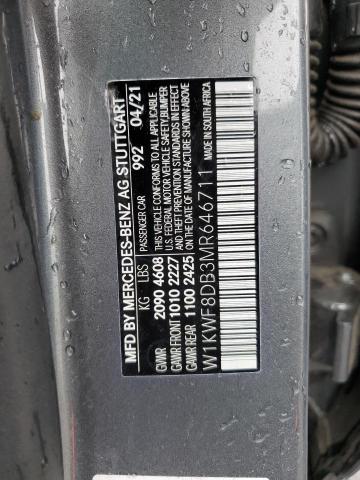 MFD BY MERCEDES-BENZ AG STUTTGART
PASSENGER CAR 992 04/21
KG LBS
GVWR 2090 4608
GAWR FRONT 1010 2227
GAWR REAR 1100 2425
THIS VEHICLE CONFORMS TO ALL APPLICABLE
U.S. FEDERAL MOTOR VEHICLE SAFETY/BUMPER
AND THEFT PREVENTION STANDARDS IN EFFECT
ON THE DATE OF MANUFACTURE SHOWN ABOVE
MADE IN SOUTH AFRICA
W1KWF8DB3MR646711